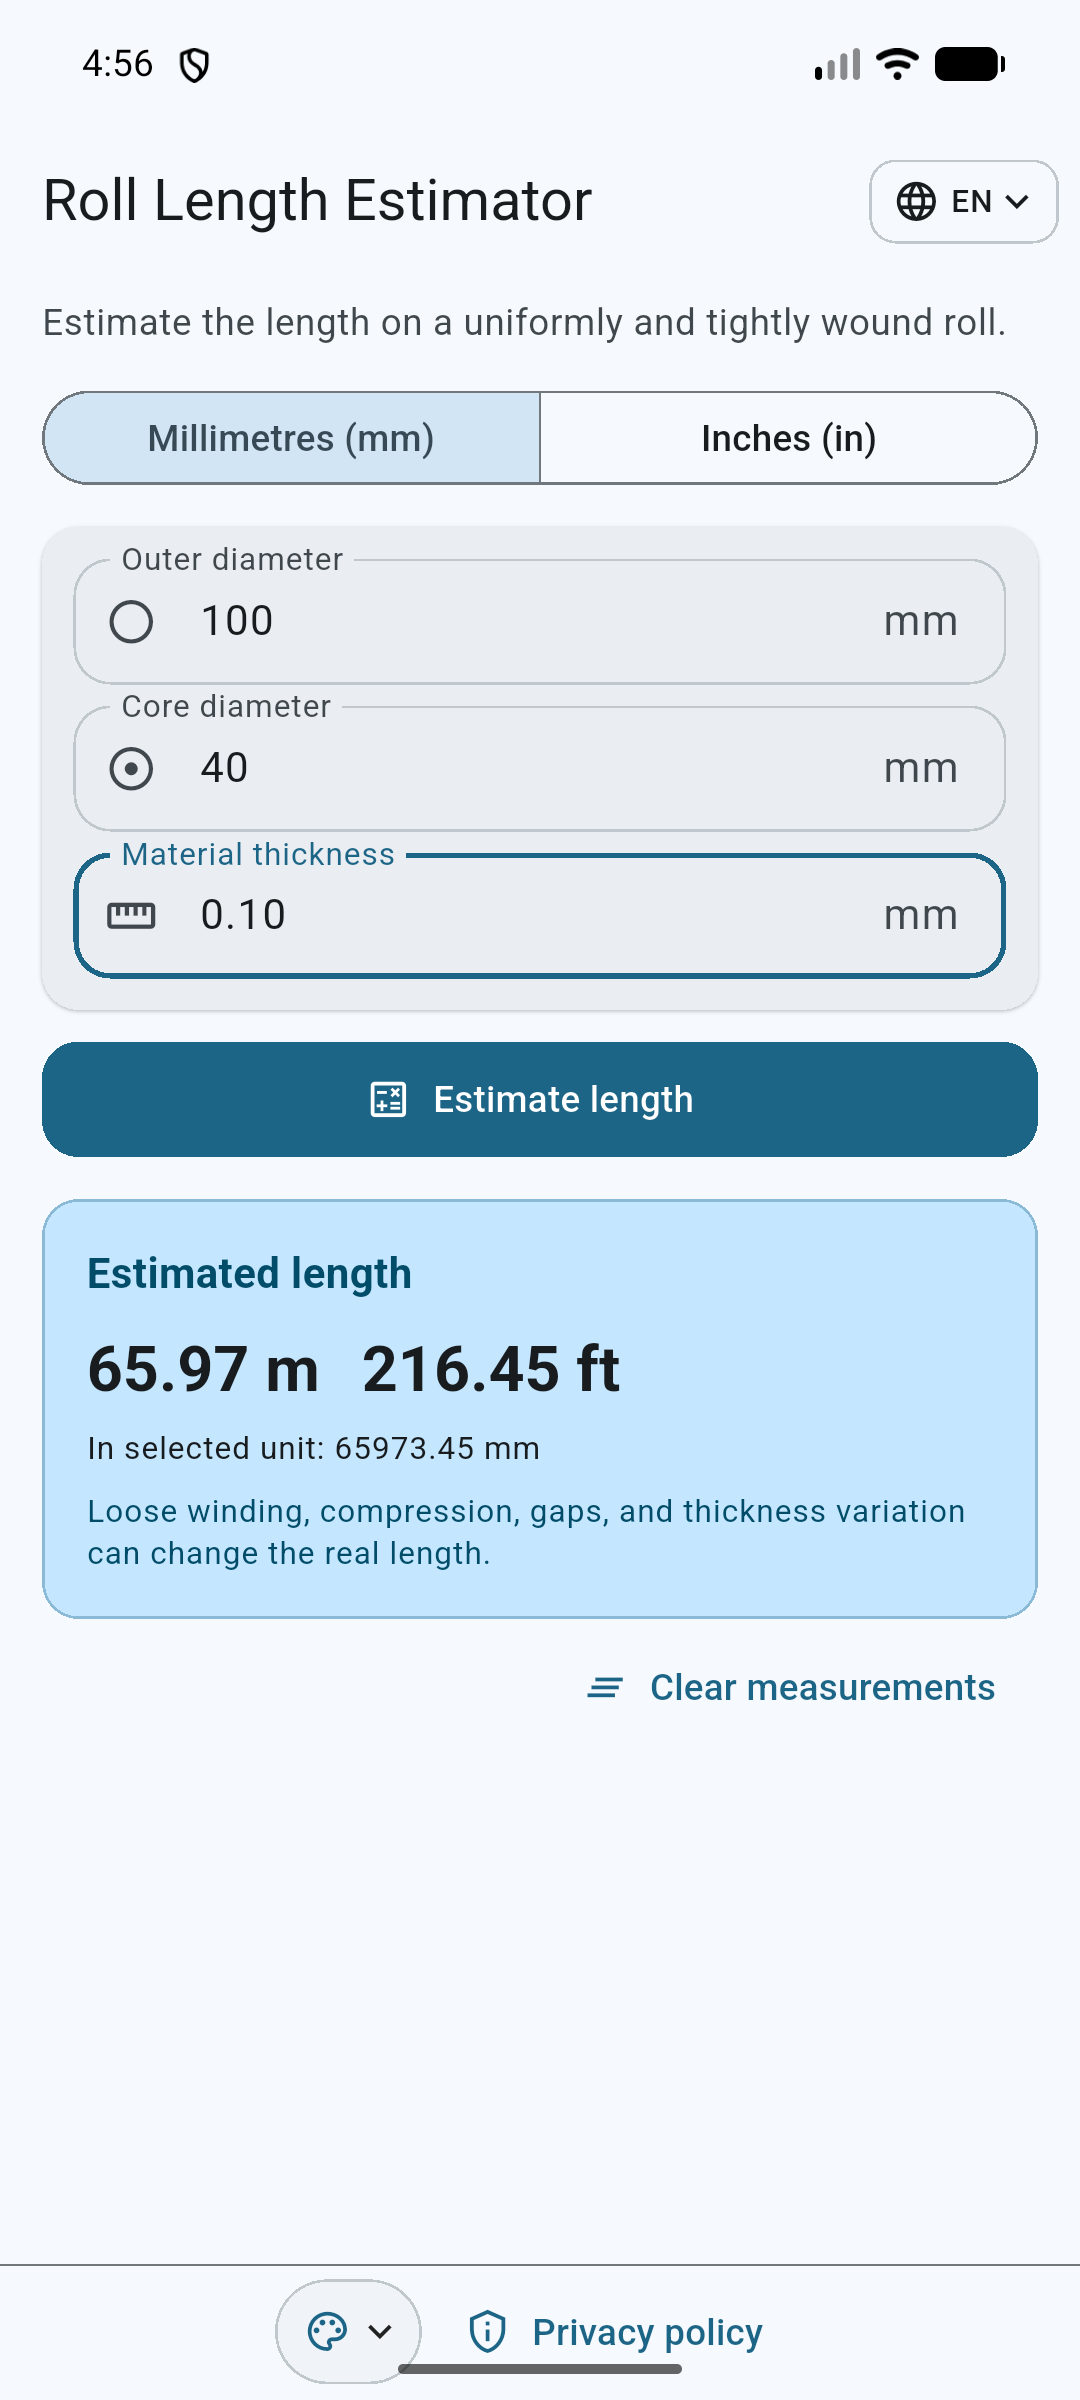 4:56
Roll Length Estimator
EN
Estimate the length on a uniformly and tightly wound roll.
Millimetres (mm)
Inches (in)
Outer diameter
100 mm
Core diameter
40 mm
Material thickness
0.10 mm
Estimate length
Estimated length
65.97 m 216.45 ft
In selected unit: 65973.45 mm
Loose winding, compression, gaps, and thickness variation
can change the real length.
Clear measurements
Privacy policy